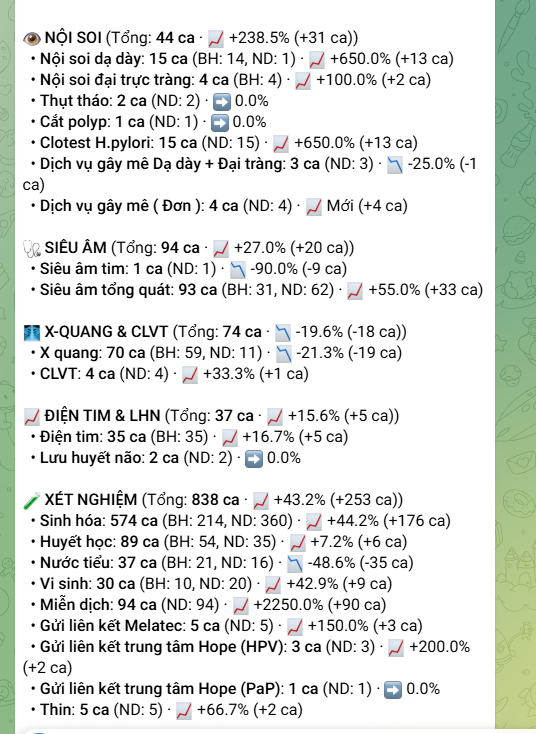 👁️ NỘI SOI (Tổng: 44 ca · 📈 +238.5% (+31 ca))
• Nội soi dạ dày: 15 ca (BH: 14, ND: 1) · 📈 +650.0% (+13 ca)
• Nội soi đại trực tràng: 4 ca (BH: 4) · 📈 +100.0% (+2 ca)
• Thụt tháo: 2 ca (ND: 2) · ➡️ 0.0%
• Cắt polyp: 1 ca (ND: 1) · ➡️ 0.0%
• Clotest H.pylori: 15 ca (ND: 15) · 📈 +650.0% (+13 ca)
• Dịch vụ gây mê Dạ dày + Đại tràng: 3 ca (ND: 3) · 📉 -25.0% (-1
ca)
• Dịch vụ gây mê ( Đơn ): 4 ca (ND: 4) · 📈 Mới (+4 ca)
🩺 SIÊU ÂM (Tổng: 94 ca · 📈 +27.0% (+20 ca))
• Siêu âm tim: 1 ca (ND: 1) · 📉 -90.0% (-9 ca)
• Siêu âm tổng quát: 93 ca (BH: 31, ND: 62) · 📈 +55.0% (+33 ca)
🩻 X-QUANG & CLVT (Tổng: 74 ca · 📉 -19.6% (-18 ca))
• X quang: 70 ca (BH: 59, ND: 11) · 📉 -21.3% (-19 ca)
• CLVT: 4 ca (ND: 4) · 📈 +33.3% (+1 ca)
📈 ĐIỆN TIM & LHN (Tổng: 37 ca · 📈 +15.6% (+5 ca))
• Điện tim: 35 ca (BH: 35) · 📈 +16.7% (+5 ca)
• Lưu huyết não: 2 ca (ND: 2) · ➡️ 0.0%
🧪 XÉT NGHIỆM (Tổng: 838 ca · 📈 +43.2% (+253 ca))
• Sinh hóa: 574 ca (BH: 214, ND: 360) · 📈 +44.2% (+176 ca)
• Huyết học: 89 ca (BH: 54, ND: 35) · 📈 +7.2% (+6 ca)
• Nước tiểu: 37 ca (BH: 21, ND: 16) · 📉 -48.6% (-35 ca)
• Vi sinh: 30 ca (BH: 10, ND: 20) · 📈 +42.9% (+9 ca)
• Miễn dịch: 94 ca (ND: 94) · 📈 +2250.0% (+90 ca)
• Gửi liên kết Melatec: 5 ca (ND: 5) · 📈 +150.0% (+3 ca)
• Gửi liên kết trung tâm Hope (HPV): 3 ca (ND: 3) · 📈 +200.0%
(+2 ca)
• Gửi liên kết trung tâm Hope (PaP): 1 ca (ND: 1) · ➡️ 0.0%
• Thin: 5 ca (ND: 5) · 📈 +66.7% (+2 ca)